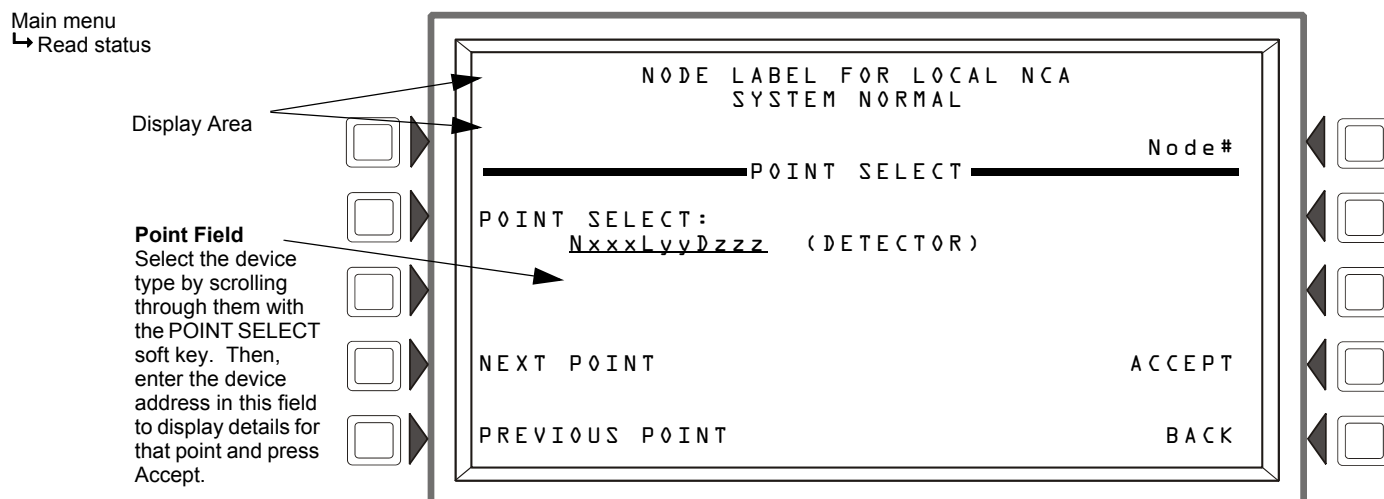 Main menu
Read status
Display Area
Point Field
Select the device
type by scrolling
through them with
the POINT SELECT
soft key. Then,
enter the device
address in this field
to display details for
that point and press
Accept.
NODE LABEL FOR LOCAL NCA
SYSTEM NORMAL
Node#
POINT SELECT
POINT SELECT:
NxxxLyyDzzz (DETECTOR)
NEXT POINT
ACCEPT
PREVIOUS POINT
BACK